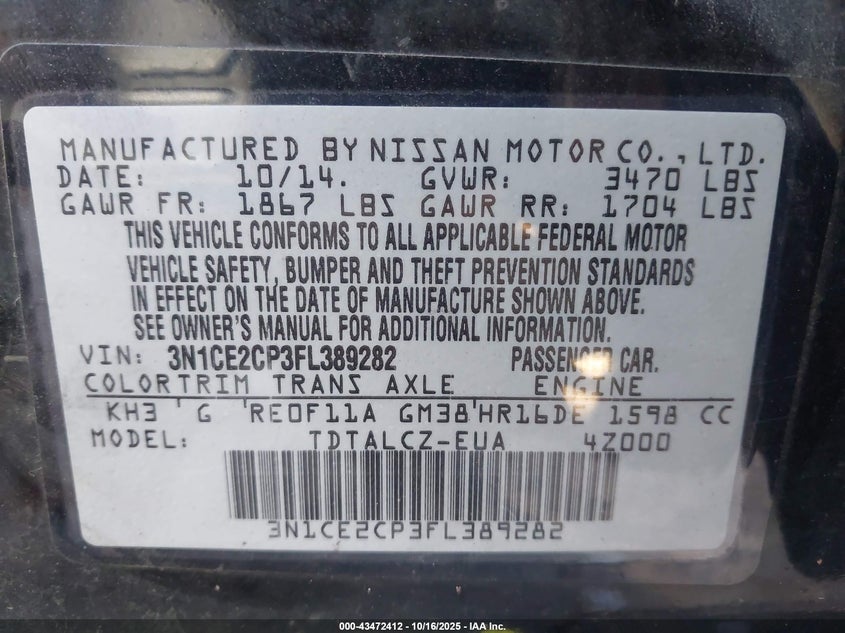 MANUFACTURED BY NISSAN MOTOR CO., LTD.
DATE: 10/14. GVWR: 3470 LBS
GAWR FR: 1867 LBS GAWR RR: 1704 LBS
THIS VEHICLE CONFORMS TO ALL APPLICABLE FEDERAL MOTOR
VEHICLE SAFETY, BUMPER AND THEFT PREVENTION STANDARDS
IN EFFECT ON THE DATE OF MANUFACTURE SHOWN ABOVE.
SEE OWNER'S MANUAL FOR ADDITIONAL INFORMATION.
VIN: 3N1CE2CP3FL389282 PASSENGER CAR.
COLORTRIM TRANS AXLE ENGINE
KH3 ' G ' RE0F11A GM38 ' HR16DE 1598 CC
MODEL: TDTALCZ-EUA 4Z000
3N1CE2CP3FL389282
000-43472412 - 10/16/2025 - IAA Inc.